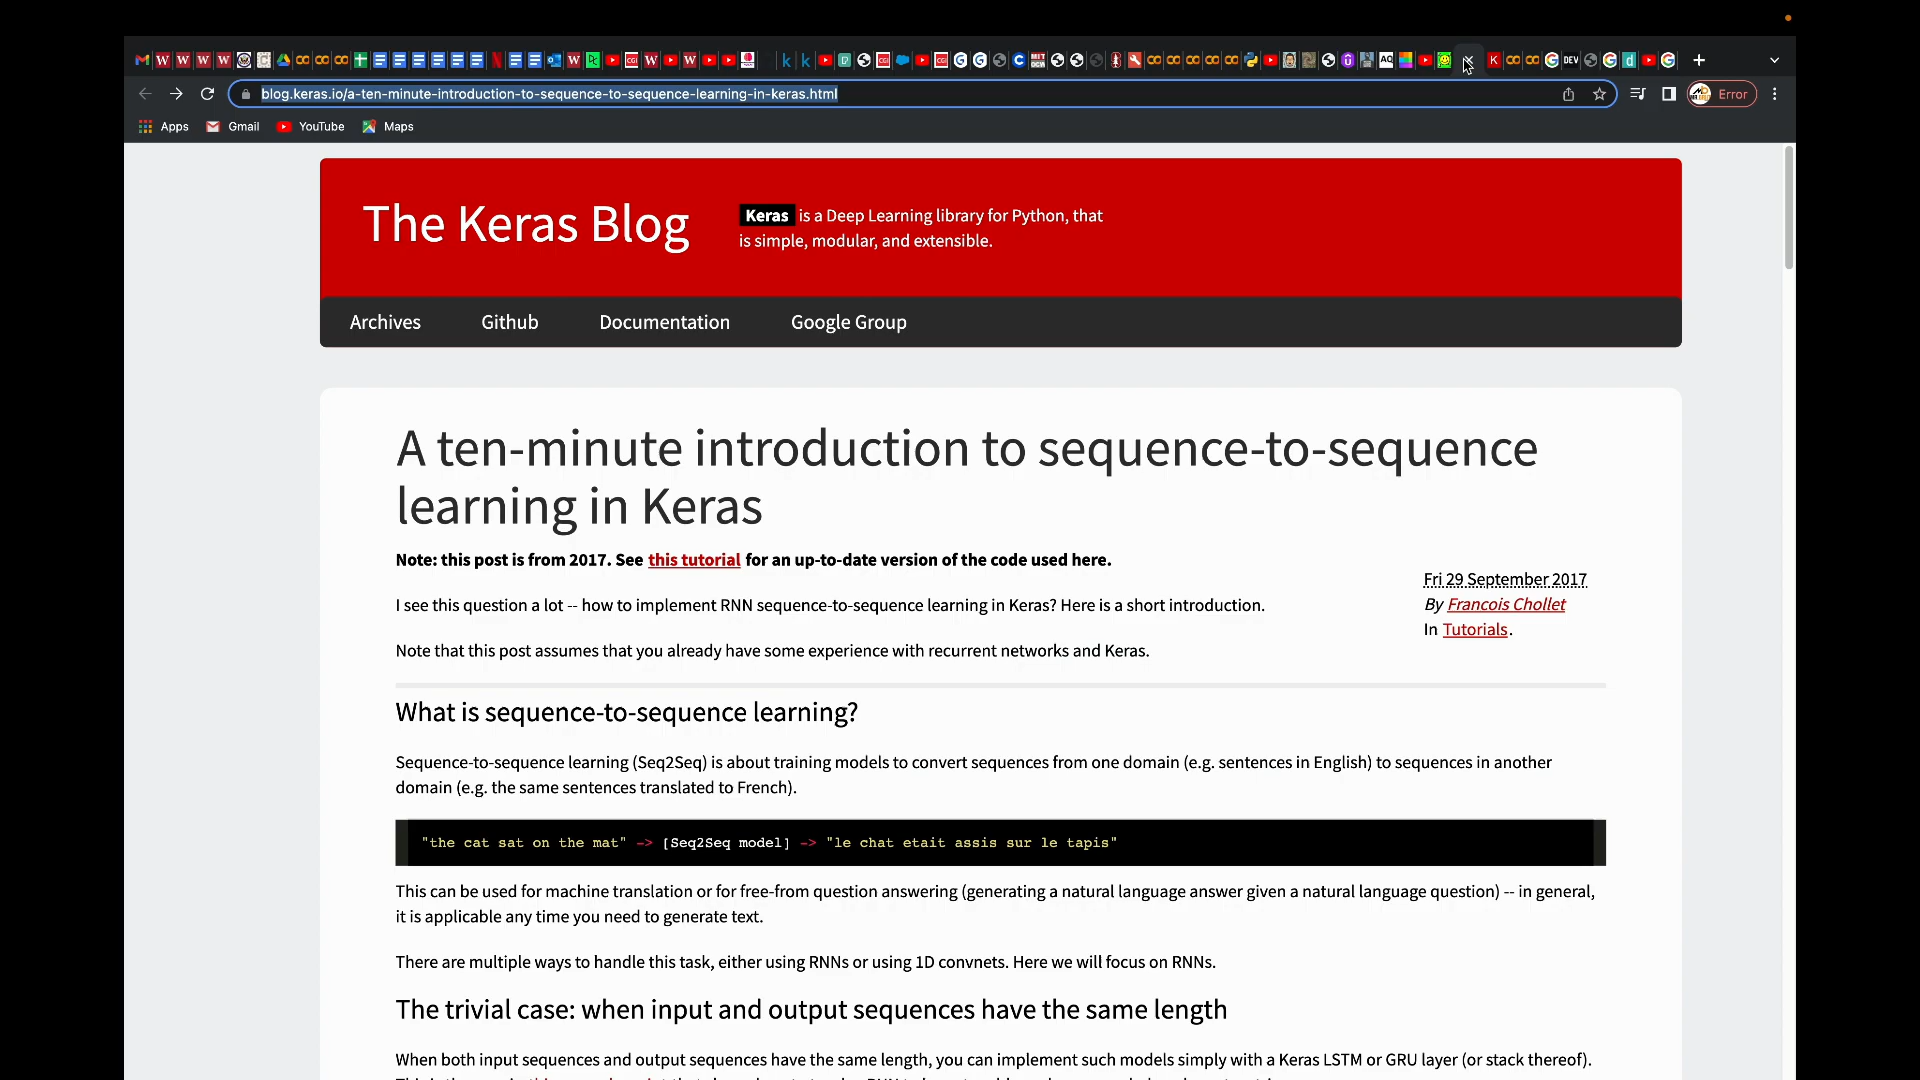 blog.keras.io/a-ten-minute-introduction-to-sequence-to-sequence-learning-in-keras.html
Error
Apps
Gmail
YouTube
Maps
The Keras Blog
Keras is a Deep Learning library for Python, that
is simple, modular, and extensible.
Archives
Github
Documentation
Google Group
A ten-minute introduction to sequence-to-sequence
learning in Keras
Note: this post is from 2017. See this tutorial for an up-to-date version of the code used here.
Fri 29 September 2017
By Francois Chollet
In Tutorials.
I see this question a lot -- how to implement RNN sequence-to-sequence learning in Keras? Here is a short introduction.
Note that this post assumes that you already have some experience with recurrent networks and Keras.
What is sequence-to-sequence learning?
Sequence-to-sequence learning (Seq2Seq) is about training models to convert sequences from one domain (e.g. sentences in English) to sequences in another
domain (e.g. the same sentences translated to French).
"the cat sat on the mat" -> [Seq2Seq model] -> "le chat etait assis sur le tapis"
This can be used for machine translation or for free-from question answering (generating a natural language answer given a natural language question) -- in general,
it is applicable any time you need to generate text.
There are multiple ways to handle this task, either using RNNs or using 1D convnets. Here we will focus on RNNs.
The trivial case: when input and output sequences have the same length
When both input sequences and output sequences have the same length, you can implement such models simply with a Keras LSTM or GRU layer (or stack thereof).